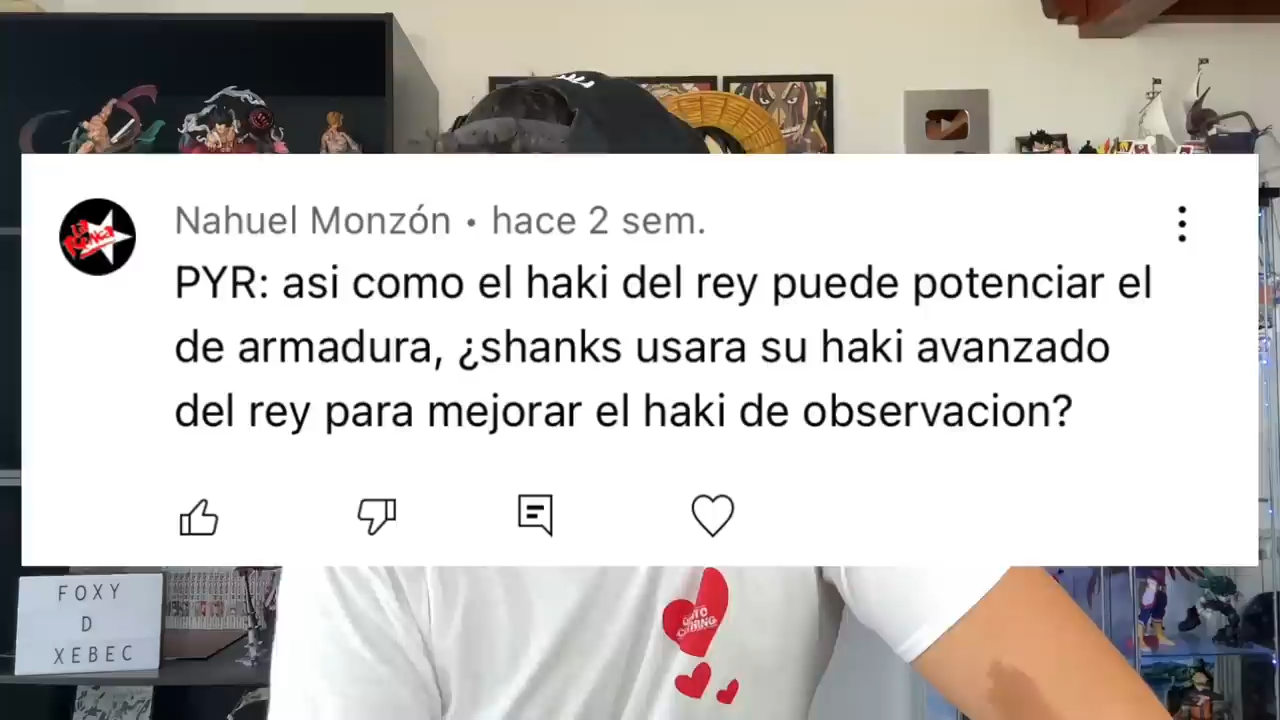 Nahuel Monzón • hace 2 sem.
PYR: asi como el haki del rey puede potenciar el
de armadura, ¿shanks usara su haki avanzado
del rey para mejorar el haki de observacion?
FOXY
D
XEBEC